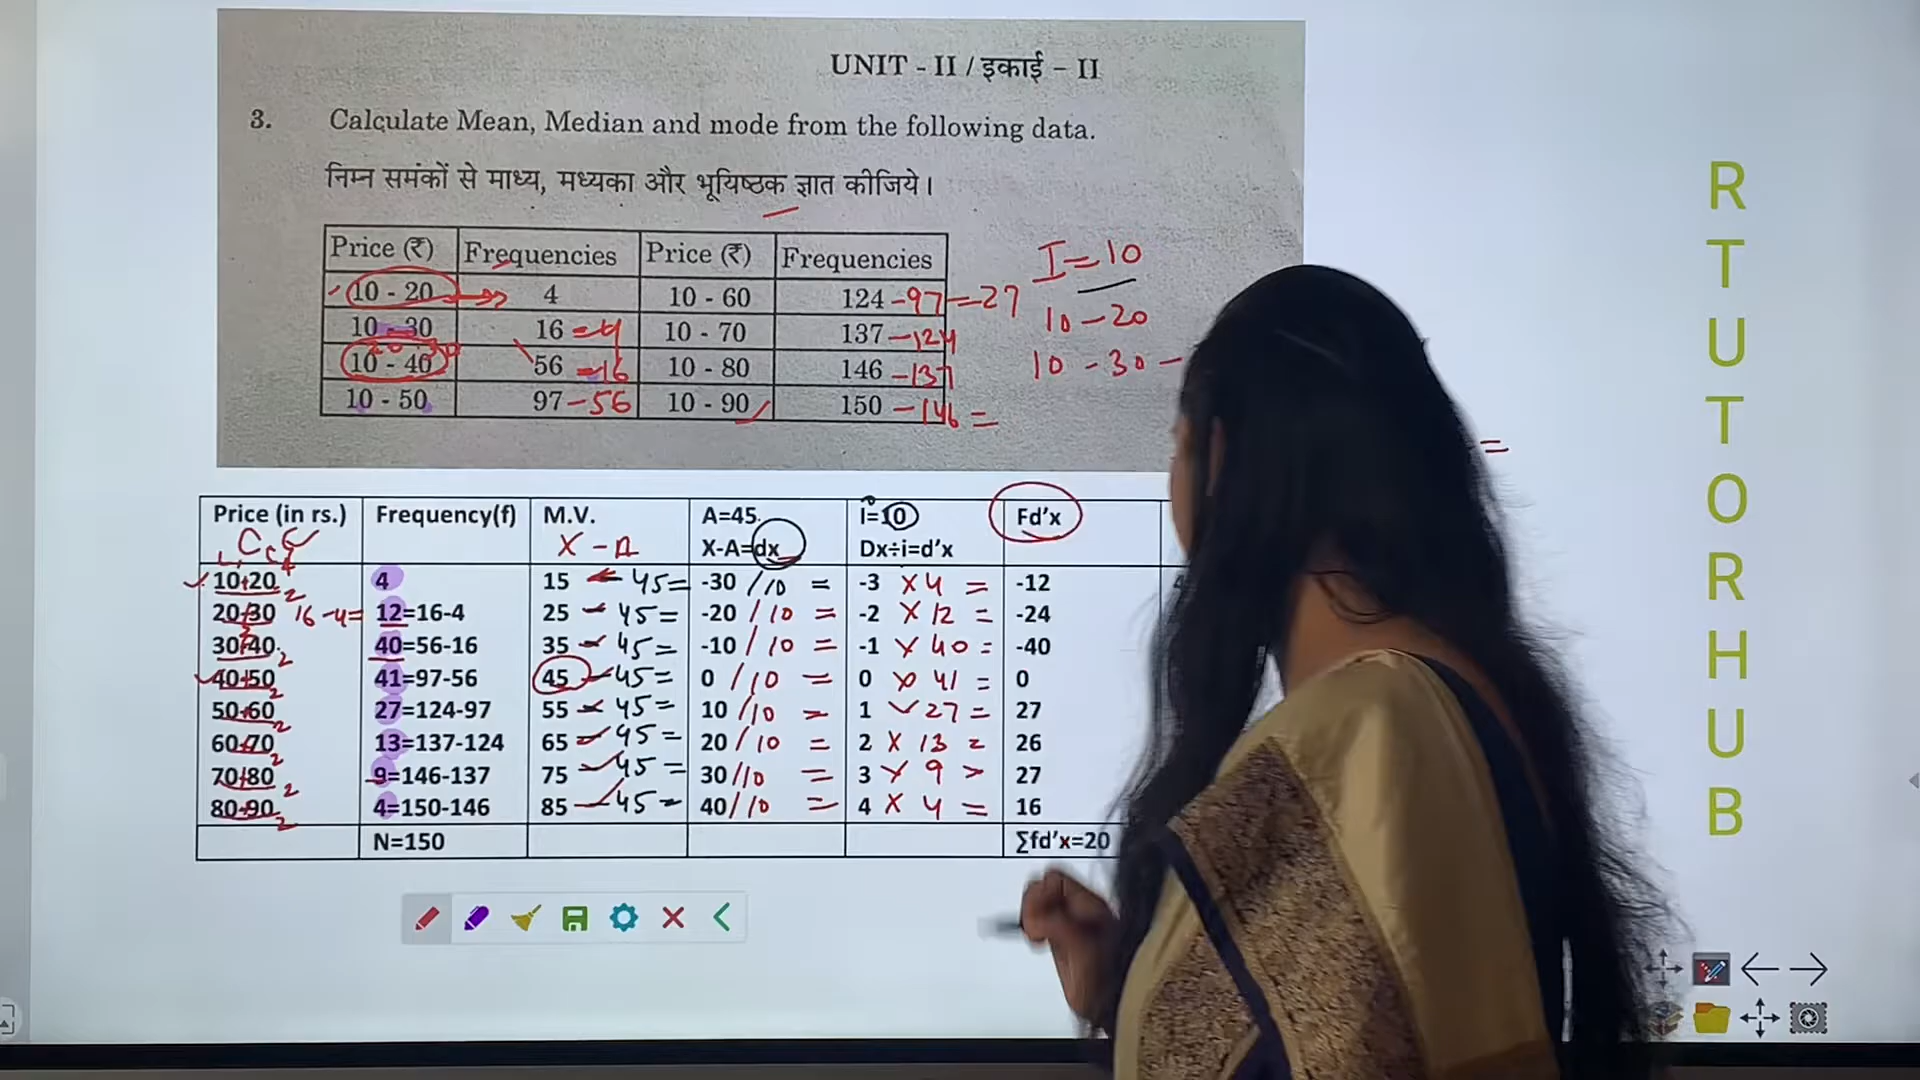 UNIT - II / इकाई – II
3. Calculate Mean, Median and mode from the following data.
निम्न समंकों से माध्य, मध्यका और भूयिष्ठक ज्ञात कीजिये।
Price (₹) Frequencies Price (₹) Frequencies
10 - 20 4 10 - 60 124 -97 =27
10 - 30 16 -4 10 - 70 137 -124
10 - 40 56 -16 10 - 80 146 -137
10 - 50 97 -56 10 - 90 150 -146 =
I=10
10 -20
10 -30 -
=
Price (in rs.) Frequency(f) M.V. A=45 i=10 Fd’x
X -A X-A=dx Dx÷i=d’x
10-20 4 15 - 45= -30 /10 = -3 x 4 = -12
20-30 16 -4= 12=16-4 25 - 45= -20 /10 = -2 x 12 = -24
30-40 40=56-16 35 - 45= -10 /10 = -1 x 40 = -40
40-50 41=97-56 45 -45= 0 /10 = 0 x 41 = 0
50-60 27=124-97 55 - 45= 10 /10 = 1 x 27 = 27
60-70 13=137-124 65 - 45= 20 /10 = 2 x 13 = 26
70-80 9=146-137 75 - 45= 30 /10 = 3 x 9 = 27
80-90 4=150-146 85 - 45= 40 /10 = 4 x 4 = 16
N=150 ∑fd’x=20
R
T
U
T
O
R
H
U
B